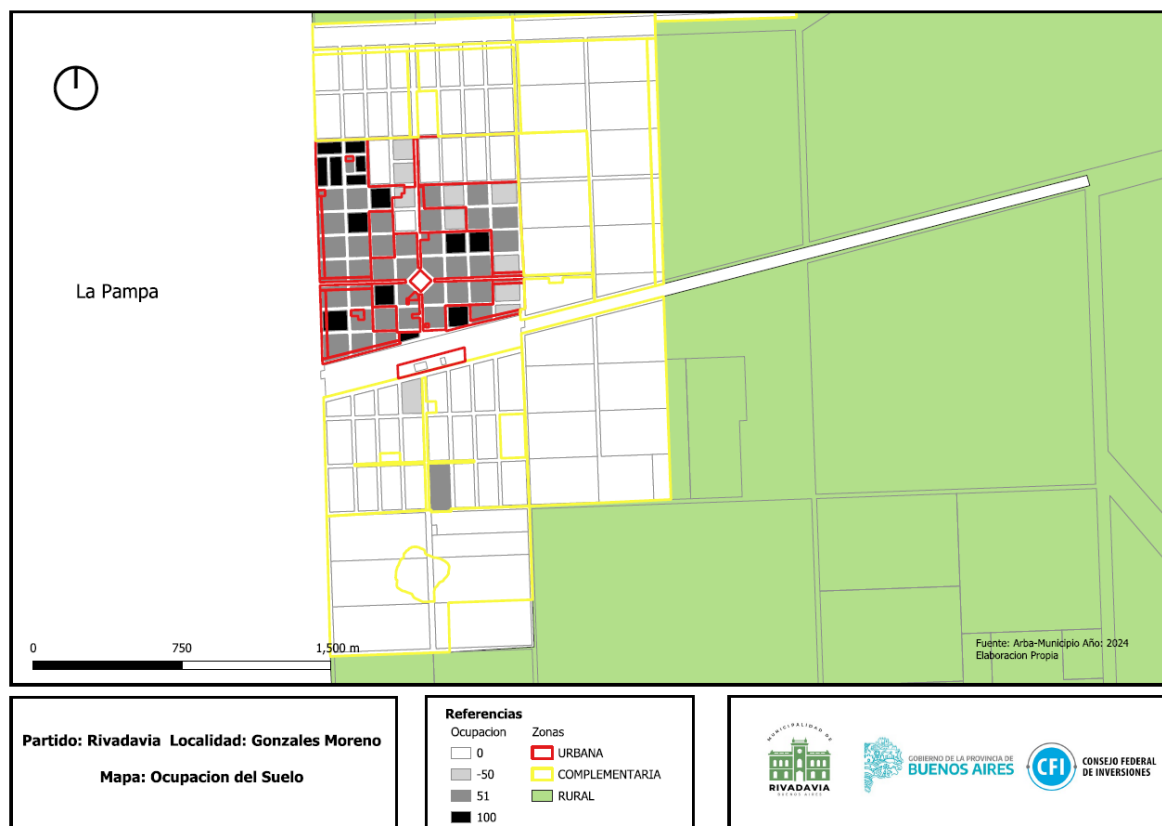 La Pampa
0 750 1,500 m
Fuente: Arba-Municipio Año: 2024
Elaboracion Propia
Partido: Rivadavia Localidad: Gonzales Moreno
Mapa: Ocupacion del Suelo
Referencias
Ocupacion Zonas
0 URBANA
-50 COMPLEMENTARIA
51 RURAL
100
MUNICIPALIDAD DE
RIVADAVIA
BUENOS AIRES
GOBIERNO DE LA PROVINCIA DE
BUENOS AIRES
CFI
CONSEJO FEDERAL
DE INVERSIONES